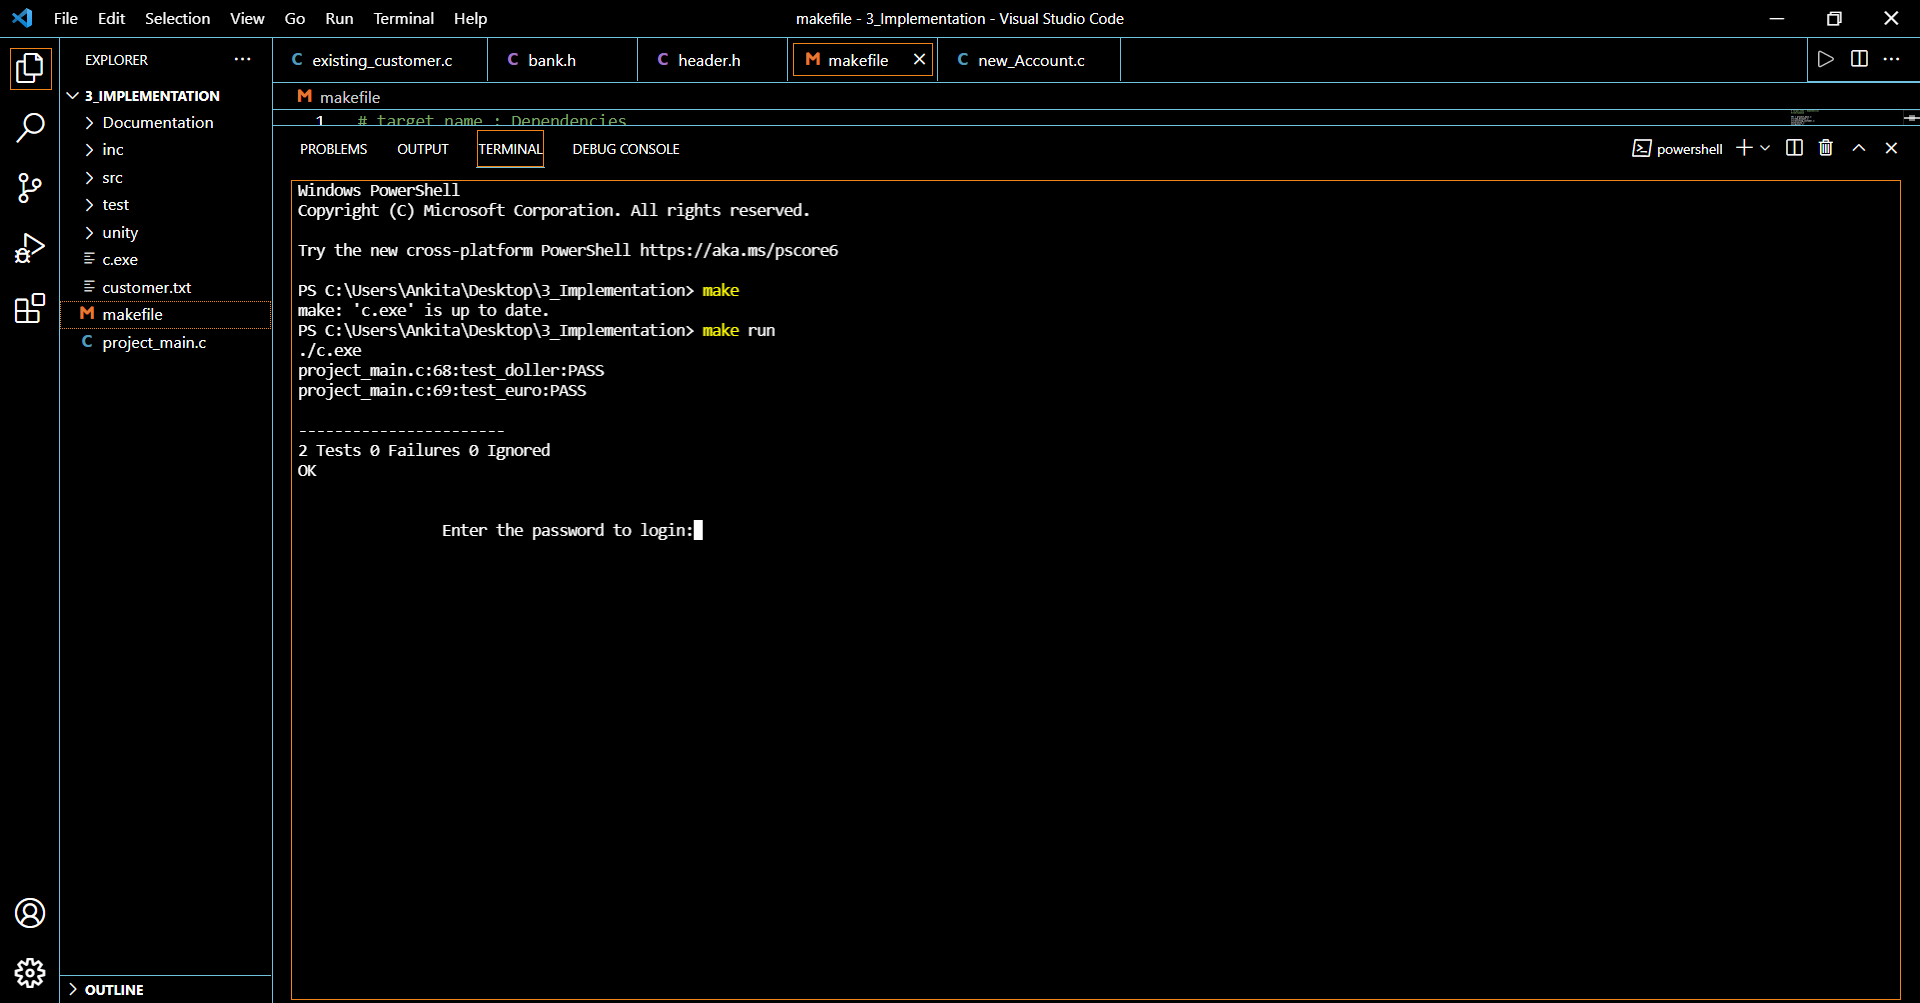 File Edit Selection View Go Run Terminal Help
makefile - 3_Implementation - Visual Studio Code
EXPLORER
3_IMPLEMENTATION
Documentation
inc
src
test
unity
c.exe
customer.txt
M makefile
C project_main.c
OUTLINE
C existing_customer.c C bank.h C header.h M makefile C new_Account.c
M makefile
1 # target name : Dependencies
PROBLEMS OUTPUT TERMINAL DEBUG CONSOLE
powershell
Windows PowerShell
Copyright (C) Microsoft Corporation. All rights reserved.
Try the new cross-platform PowerShell https://aka.ms/pscore6
PS C:\Users\Ankita\Desktop\3_Implementation> make
make: 'c.exe' is up to date.
PS C:\Users\Ankita\Desktop\3_Implementation> make run
./c.exe
project_main.c:68:test_doller:PASS
project_main.c:69:test_euro:PASS
-----------------------
2 Tests 0 Failures 0 Ignored
OK
Enter the password to login: